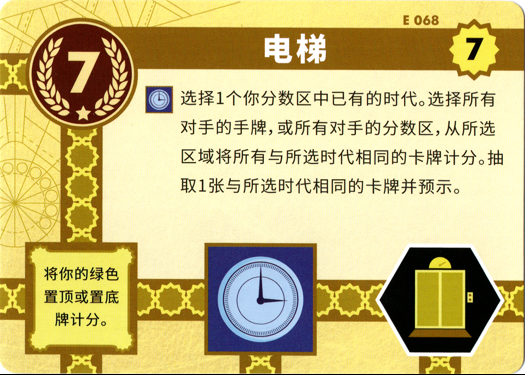 E 068
电梯
7
7
选择1个你分数区中已有的时代。选择所有
对手的手牌，或所有对手的分数区，从所选
区域将所有与所选时代相同的卡牌计分。抽
取1张与所选时代相同的卡牌并预示。
将你的绿色
置顶或置底
牌计分。